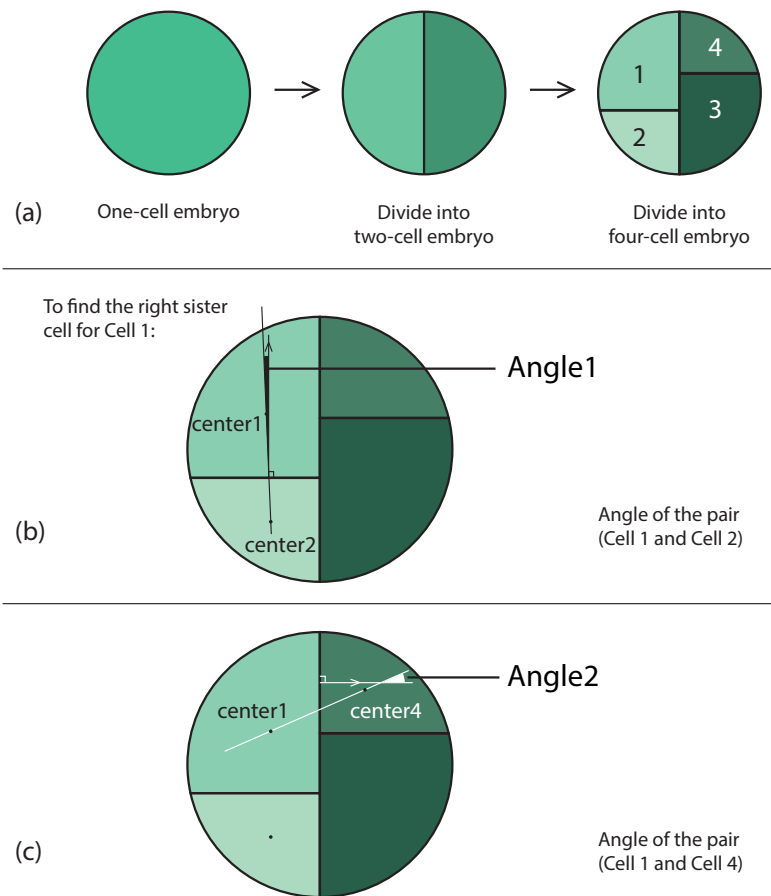 1
4
2
3
(a)
One-cell embryo
Divide into
two-cell embryo
Divide into
four-cell embryo
To find the right sister
cell for Cell 1:
Angle1
center1
center2
(b)
Angle of the pair
(Cell 1 and Cell 2)
Angle2
center1
center4
(c)
Angle of the pair
(Cell 1 and Cell 4)